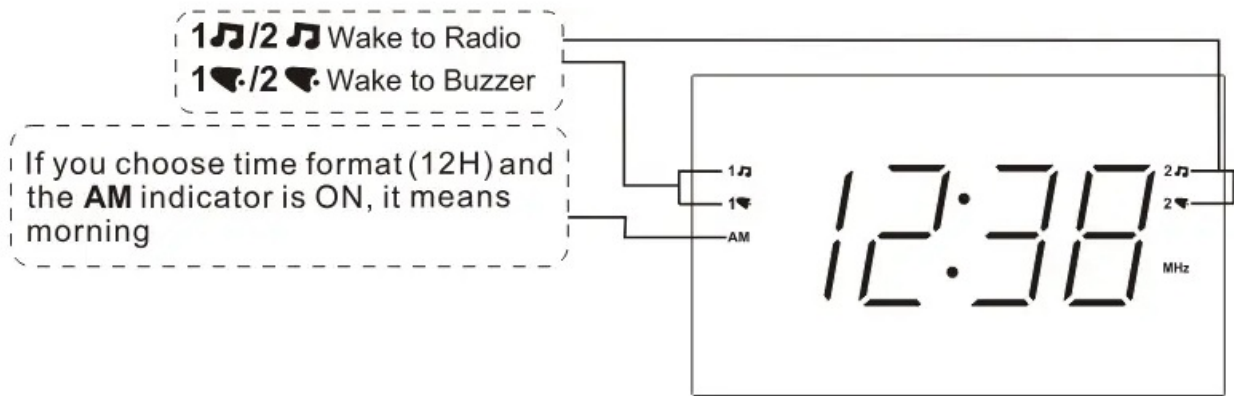 1♫/2 ♫ Wake to Radio
1/2 Wake to Buzzer
If you choose time format (12H) and
the AM indicator is ON, it means
morning
1♫
1
AM
12:38
2♫
2
MHz